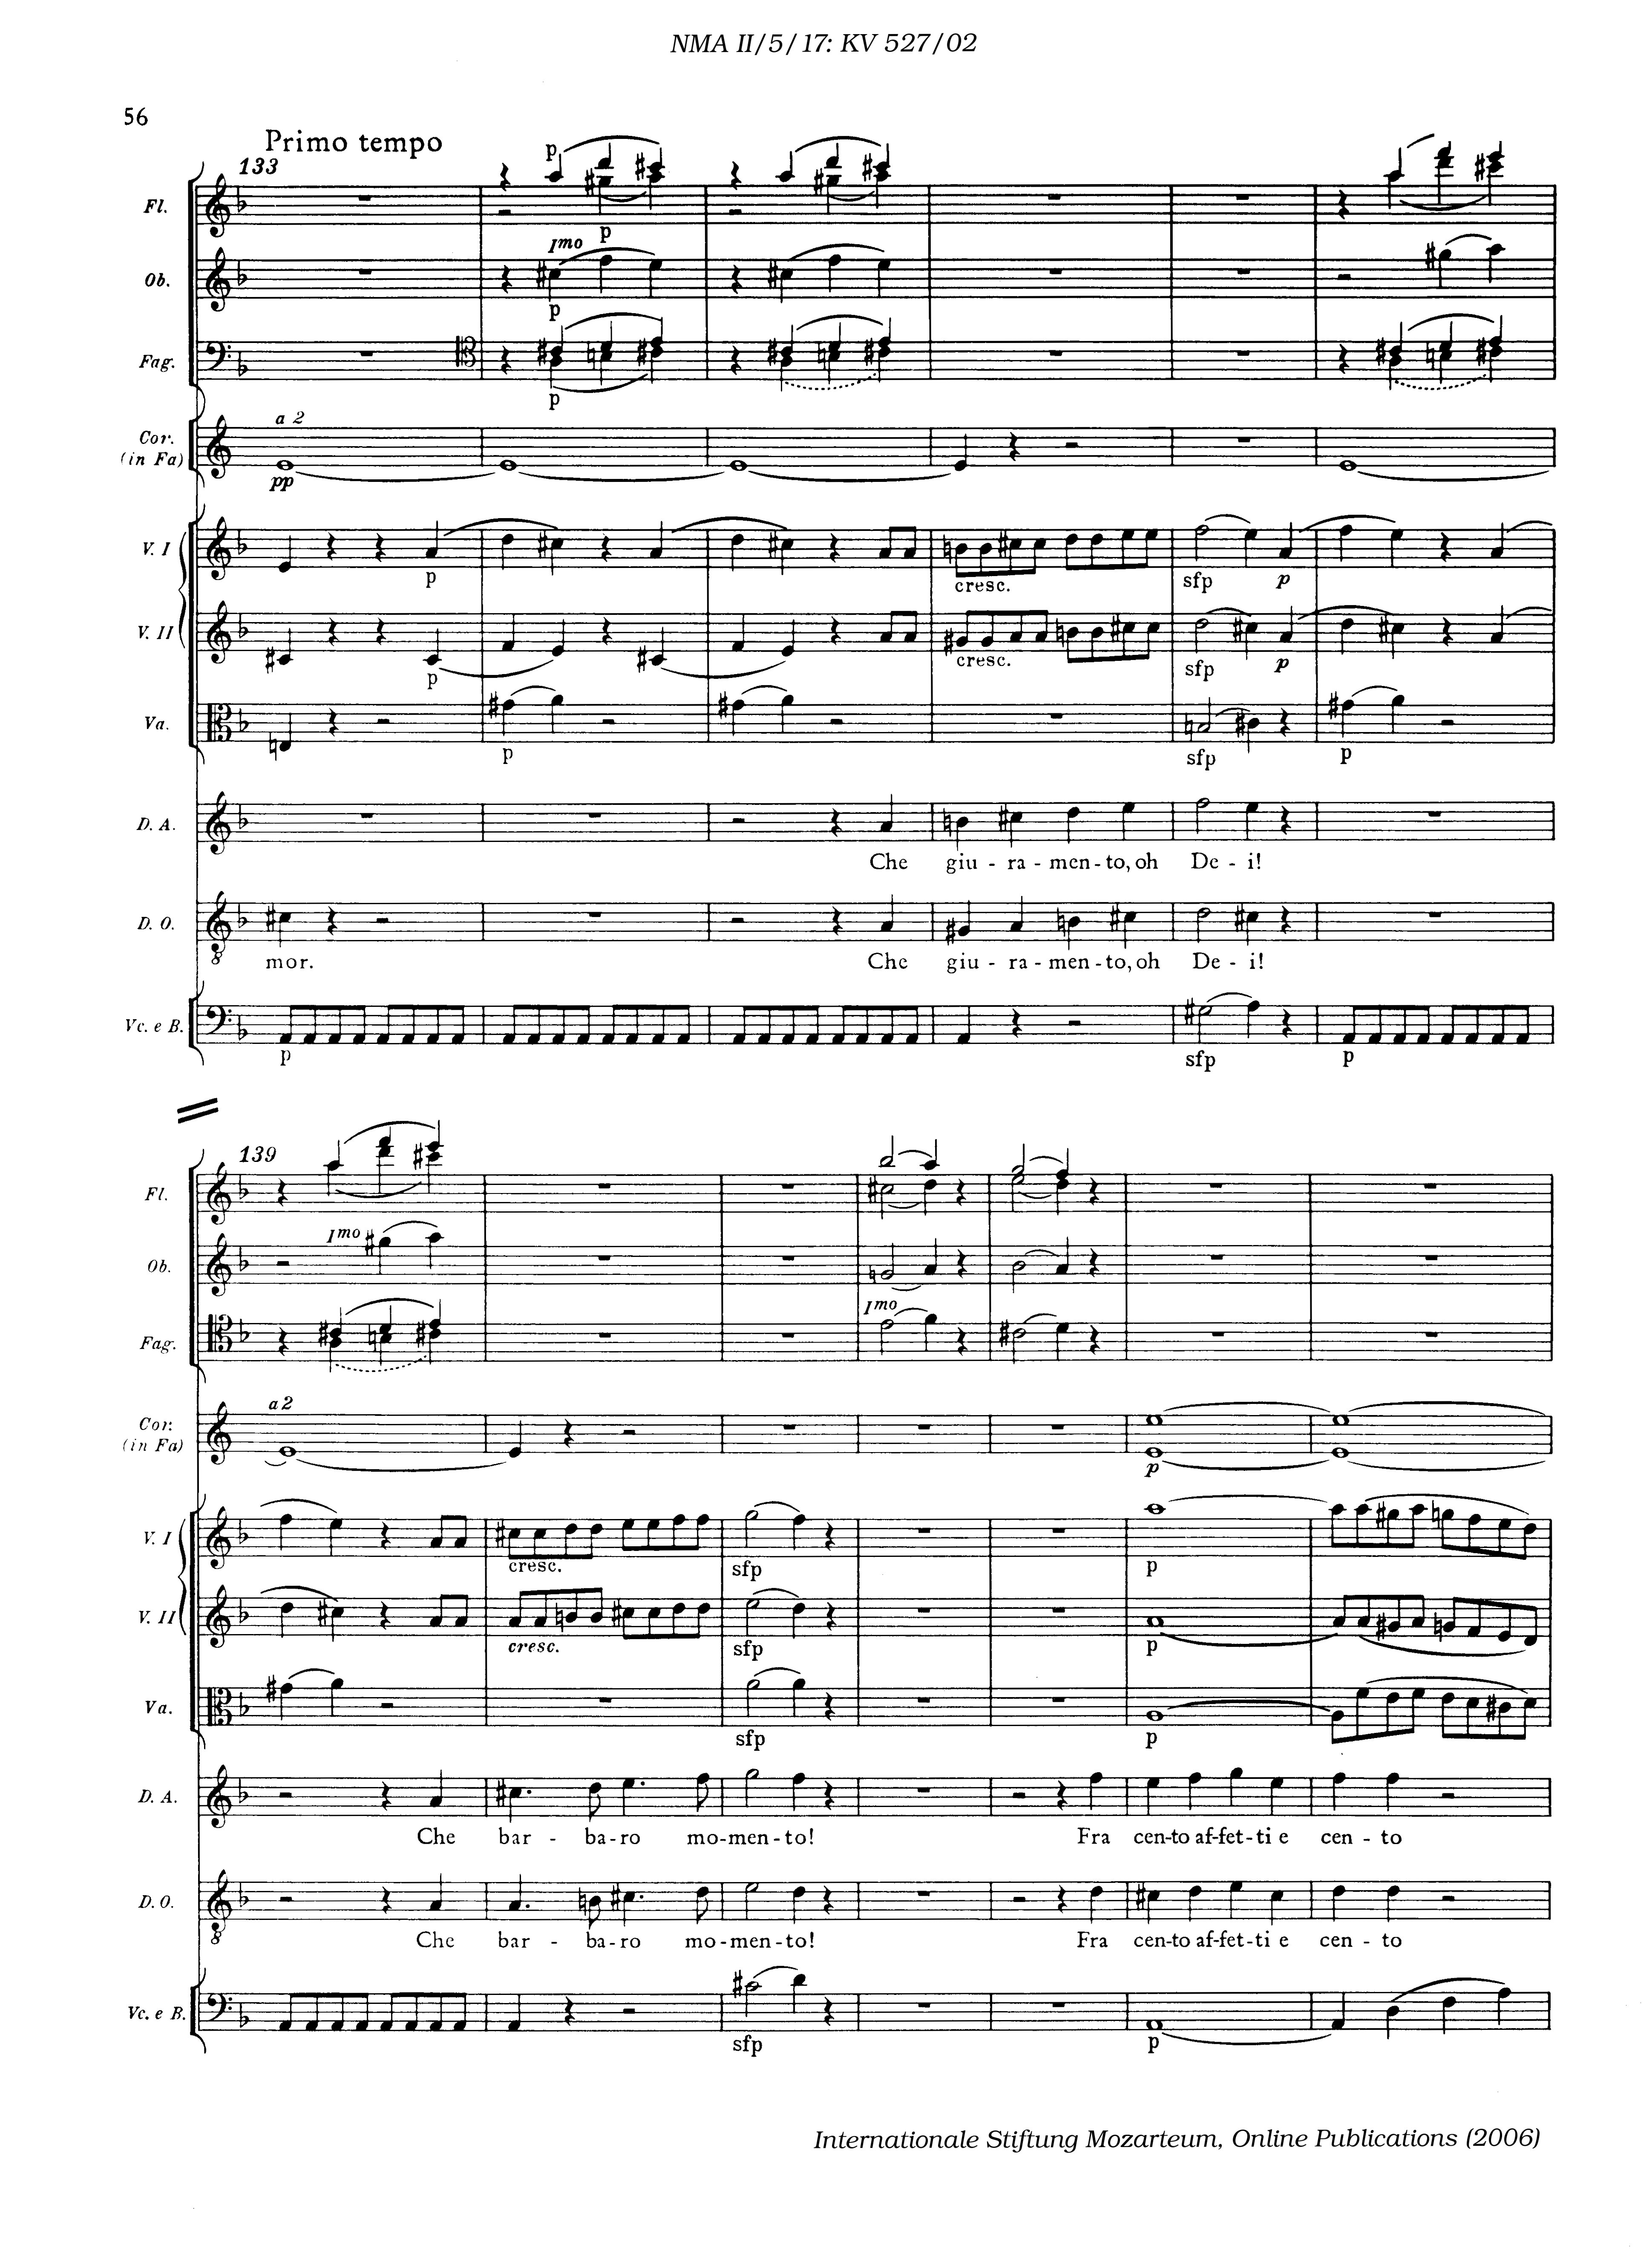 NMA II/5/17: KV 527/02
56
Primo tempo
133
p
Fl.
p
Imo
Ob.
p
Fag.
p
a 2
Cor.
(in Fa)
pp
V. I
p cresc. sfp p
V. II
p cresc. sfp p
Va.
p sfp p
D. A.
Che giu - ra - men - to, oh De - i!
D. O.
mor. Che giu - ra - men - to, oh De - i!
Vc. e B.
p sfp p
139
Fl.
Imo
Ob.
Imo
Fag.
a 2
Cor.
(in Fa)
p
V. I
cresc. sfp p
V. II
cresc. sfp p
Va.
sfp p
D. A.
Che bar - ba - ro mo - men - to! Fra cen - to af - fet - ti e cen - to
D. O.
Che bar - ba - ro mo - men - to! Fra cen - to af - fet - ti e cen - to
Vc. e B.
sfp p
Internationale Stiftung Mozarteum, Online Publications (2006)